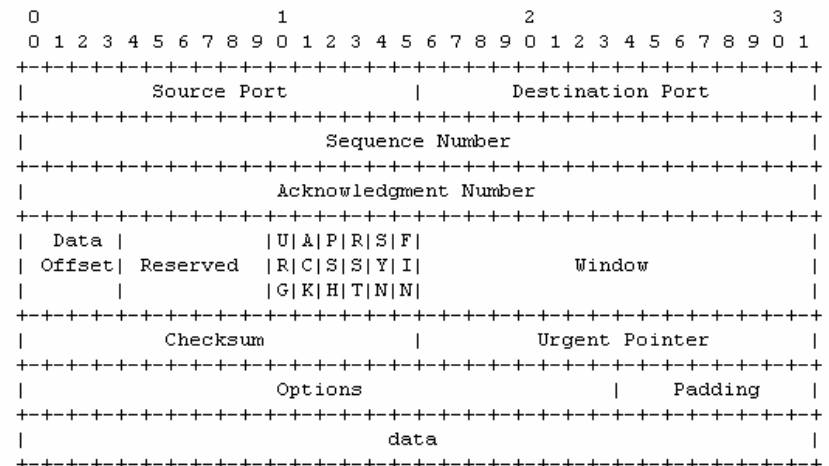 0                   1                   2                   3
 0 1 2 3 4 5 6 7 8 9 0 1 2 3 4 5 6 7 8 9 0 1 2 3 4 5 6 7 8 9 0 1
+-+-+-+-+-+-+-+-+-+-+-+-+-+-+-+-+-+-+-+-+-+-+-+-+-+-+-+-+-+-+-+-+
|          Source Port          |       Destination Port        |
+-+-+-+-+-+-+-+-+-+-+-+-+-+-+-+-+-+-+-+-+-+-+-+-+-+-+-+-+-+-+-+-+
|                        Sequence Number                        |
+-+-+-+-+-+-+-+-+-+-+-+-+-+-+-+-+-+-+-+-+-+-+-+-+-+-+-+-+-+-+-+-+
|                    Acknowledgment Number                      |
+-+-+-+-+-+-+-+-+-+-+-+-+-+-+-+-+-+-+-+-+-+-+-+-+-+-+-+-+-+-+-+-+
|  Data |           |U|A|P|R|S|F|                               |
| Offset| Reserved  |R|C|S|S|Y|I|            Window             |
|       |           |G|K|H|T|N|N|                               |
+-+-+-+-+-+-+-+-+-+-+-+-+-+-+-+-+-+-+-+-+-+-+-+-+-+-+-+-+-+-+-+-+
|           Checksum            |         Urgent Pointer        |
+-+-+-+-+-+-+-+-+-+-+-+-+-+-+-+-+-+-+-+-+-+-+-+-+-+-+-+-+-+-+-+-+
|                    Options                    |    Padding    |
+-+-+-+-+-+-+-+-+-+-+-+-+-+-+-+-+-+-+-+-+-+-+-+-+-+-+-+-+-+-+-+-+
|                             data                              |
+-+-+-+-+-+-+-+-+-+-+-+-+-+-+-+-+-+-+-+-+-+-+-+-+-+-+-+-+-+-+-+-+